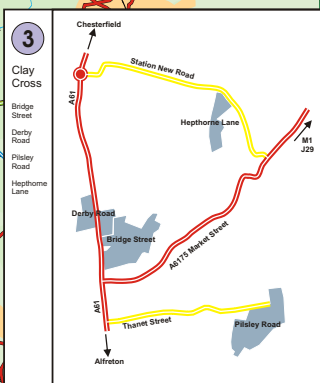 3
Clay
Cross
Bridge
Street
Derby
Road
Pilsley
Road
Hepthorne
Lane
Chesterfield
Station New Road
A61
Hepthorne Lane
M1
J29
Derby Road
Bridge Street
A6175 Market Street
A61
Thanet Street
Pilsley Road
Alfreton